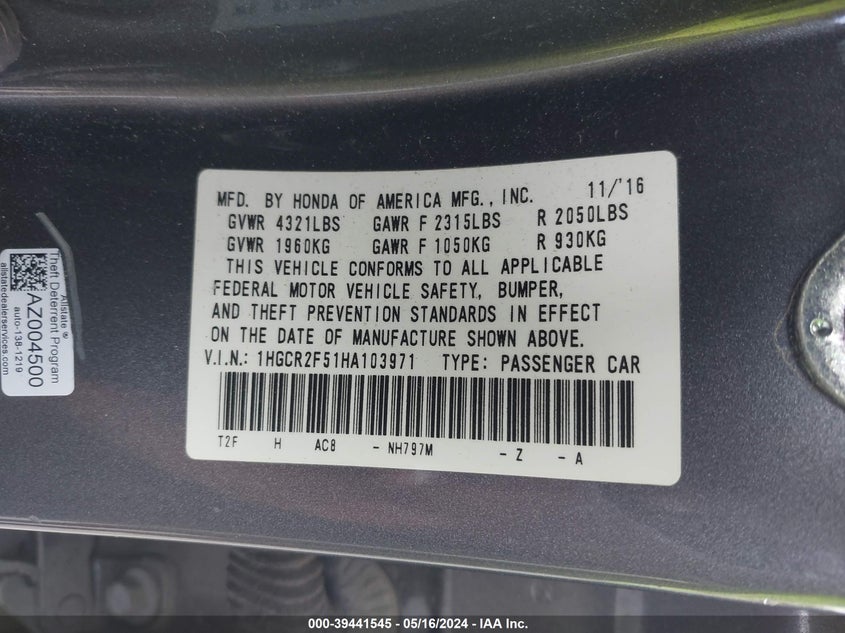 MFD. BY HONDA OF AMERICA MFG., INC. 11/'16
GVWR 4321LBS GAWR F 2315LBS R 2050LBS
GVWR 1960KG GAWR F 1050KG R 930KG
THIS VEHICLE CONFORMS TO ALL APPLICABLE
FEDERAL MOTOR VEHICLE SAFETY, BUMPER,
AND THEFT PREVENTION STANDARDS IN EFFECT
ON THE DATE OF MANUFACTURE SHOWN ABOVE.
V.I.N.: 1HGCR2F51HA103971 TYPE: PASSENGER CAR
T2F H AC8 - NH797M - Z - A
Allstate®
Theft Deterrent Program
AZ004500
auto-138-1219
allstatedealerservices.com
000-39441545 - 05/16/2024 - IAA Inc.